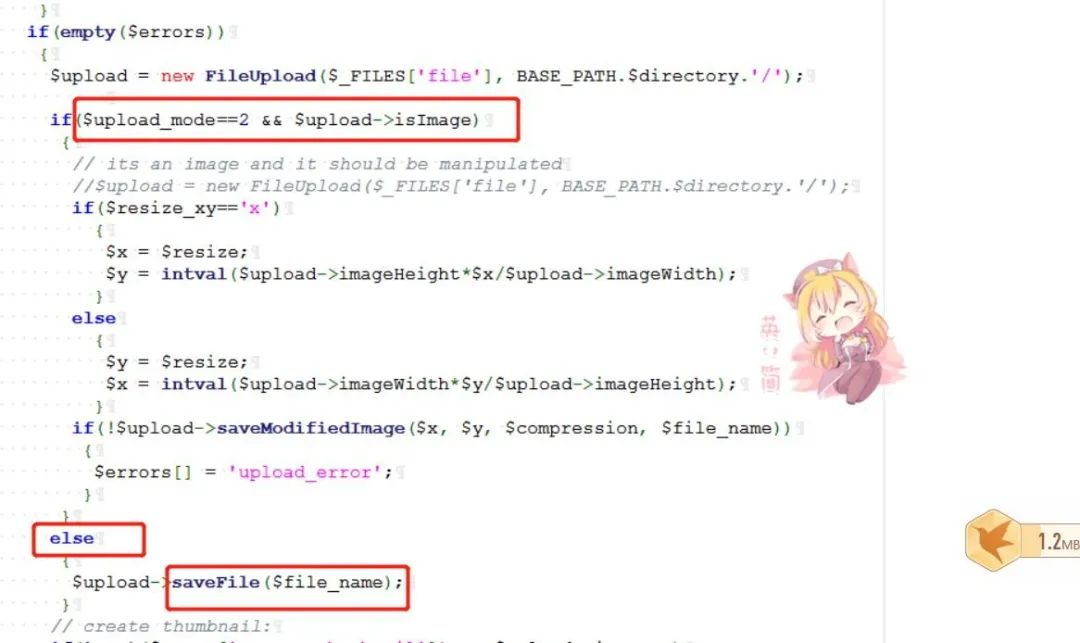 }
if(empty($errors))
{
$upload = new FileUpload($_FILES['file'], BASE_PATH.$directory.'/');
if($upload_mode==2 && $upload->isImage)
{
// its an image and it should be manipulated
//$upload = new FileUpload($_FILES['file'], BASE_PATH.$directory.'/');
if($resize_xy=='x')
{
$x = $resize;
$y = intval($upload->imageHeight*$x/$upload->imageWidth);
}
else
{
$y = $resize;
$x = intval($upload->imageWidth*$y/$upload->imageHeight);
}
if(!$upload->saveModifiedImage($x, $y, $compression, $file_name))
{
$errors[] = 'upload_error';
}
}
else
{
$upload->saveFile($file_name);
}
// create thumbnail:
1.2MB